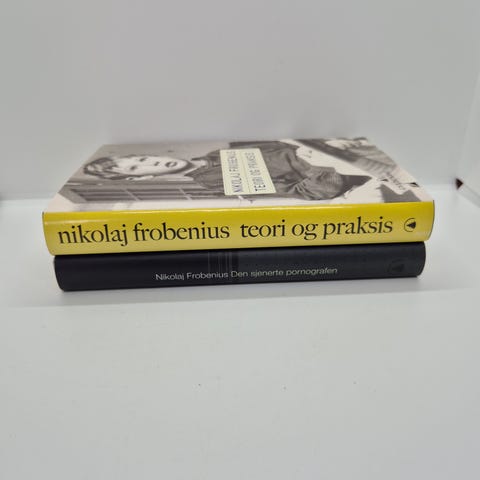 NIKOLAJ FROBENIUS
TEORI OG PRAKSIS
nikolaj frobenius teori og praksis
Nikolaj Frobenius Den sjenerte pornografen